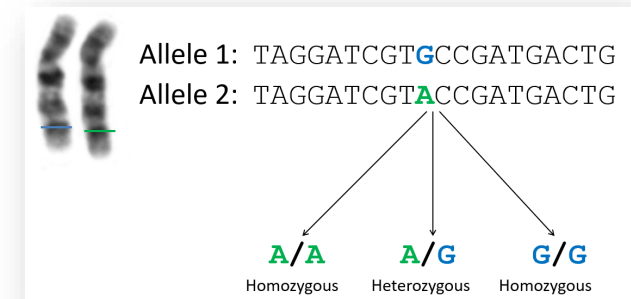 Allele 1: TAGGATCGTGCCGATGACTG
Allele 2: TAGGATCGTACCGATGACTG
A/A A/G G/G
Homozygous Heterozygous Homozygous